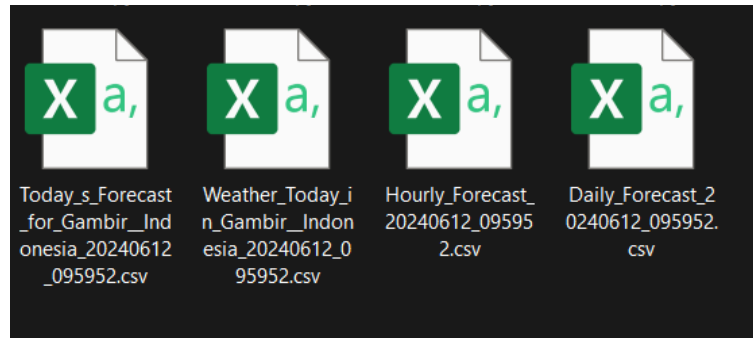 X a,
X a,
X a,
X a,
Today_s_Forecast
_for_Gambir__Ind
onesia_20240612
_095952.csv
Weather_Today_i
n_Gambir__Indon
esia_20240612_0
95952.csv
Hourly_Forecast_
20240612_09595
2.csv
Daily_Forecast_2
0240612_095952.
csv